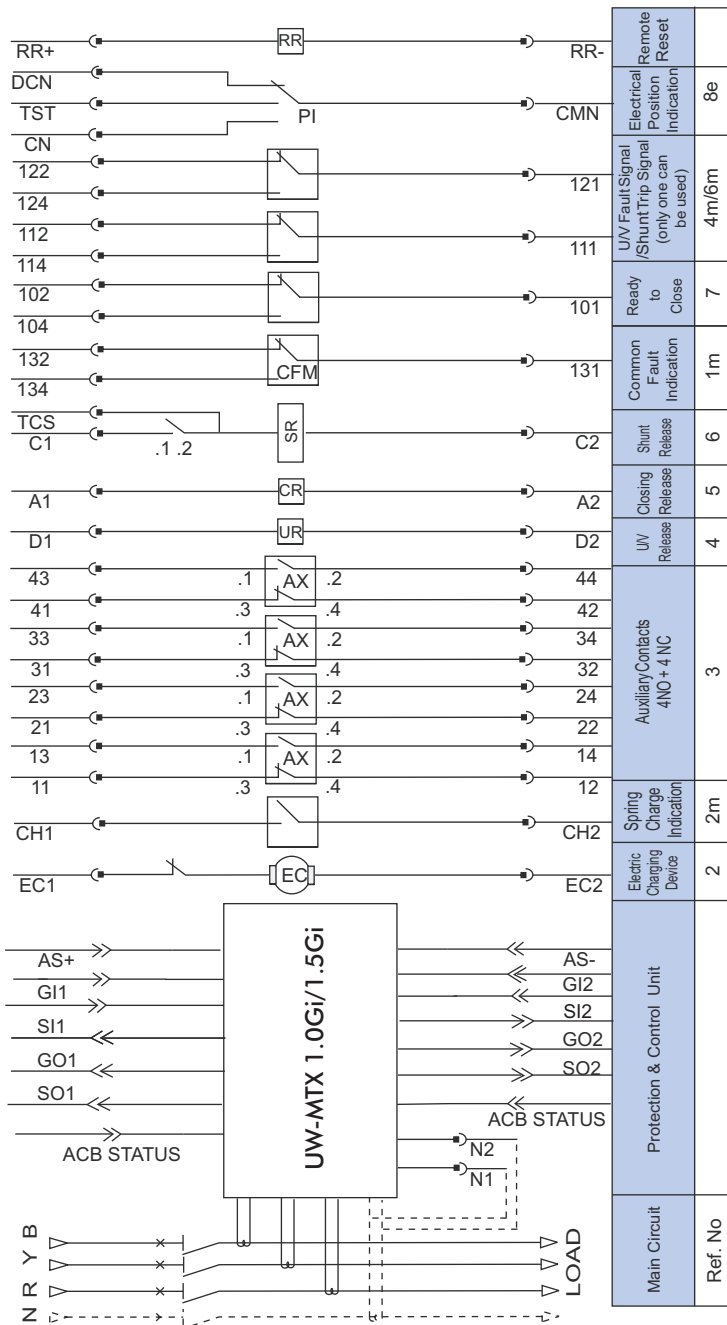 RR+ RR RR- Remote Reset
DCN
TST PI CMN Electrical Position Indication 8e
CN
122
124 121 U/V Fault Signal /Shunt Trip Signal (only one can be used) 4m/6m
112
114 111
102
104 101 Ready to Close 7
132
134 CFM 131 Common Fault Indication 1m
TCS
C1 .1 .2 SR C2 Shunt Release 6
A1 CR A2 Closing Release 5
D1 UR D2 U/V Release 4
43 .1 AX .2 44 Auxiliary Contacts 4NO + 4 NC 3
41 .3 .4 42
33 .1 AX .2 34
31 .3 .4 32
23 .1 AX .2 24
21 .3 .4 22
13 .1 AX .2 14
11 .3 .4 12
CH1 CH2 Spring Charge Indication 2m
EC1 EC EC2 Electric Charging Device 2
UW-MTX 1.0Gi/1.5Gi
Protection & Control Unit
AS+ AS-
GI1 GI2
SI1 SI2
GO1 GO2
SO1 SO2
ACB STATUS ACB STATUS
N2
N1
N R Y B LOAD Main Circuit Ref. No